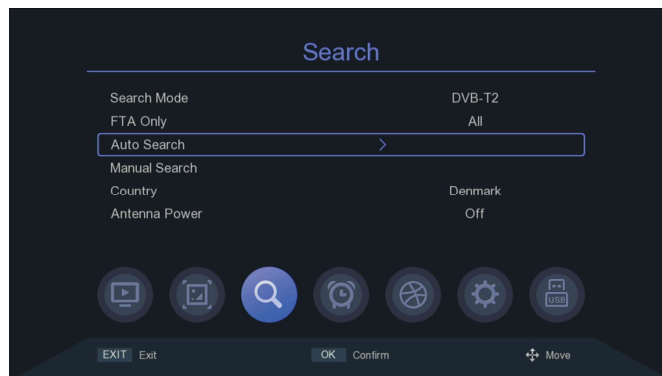 Search
Search Mode DVB-T2
FTA Only All
Auto Search
Manual Search
Country Denmark
Antenna Power Off
USB
EXIT Exit OK Confirm Move